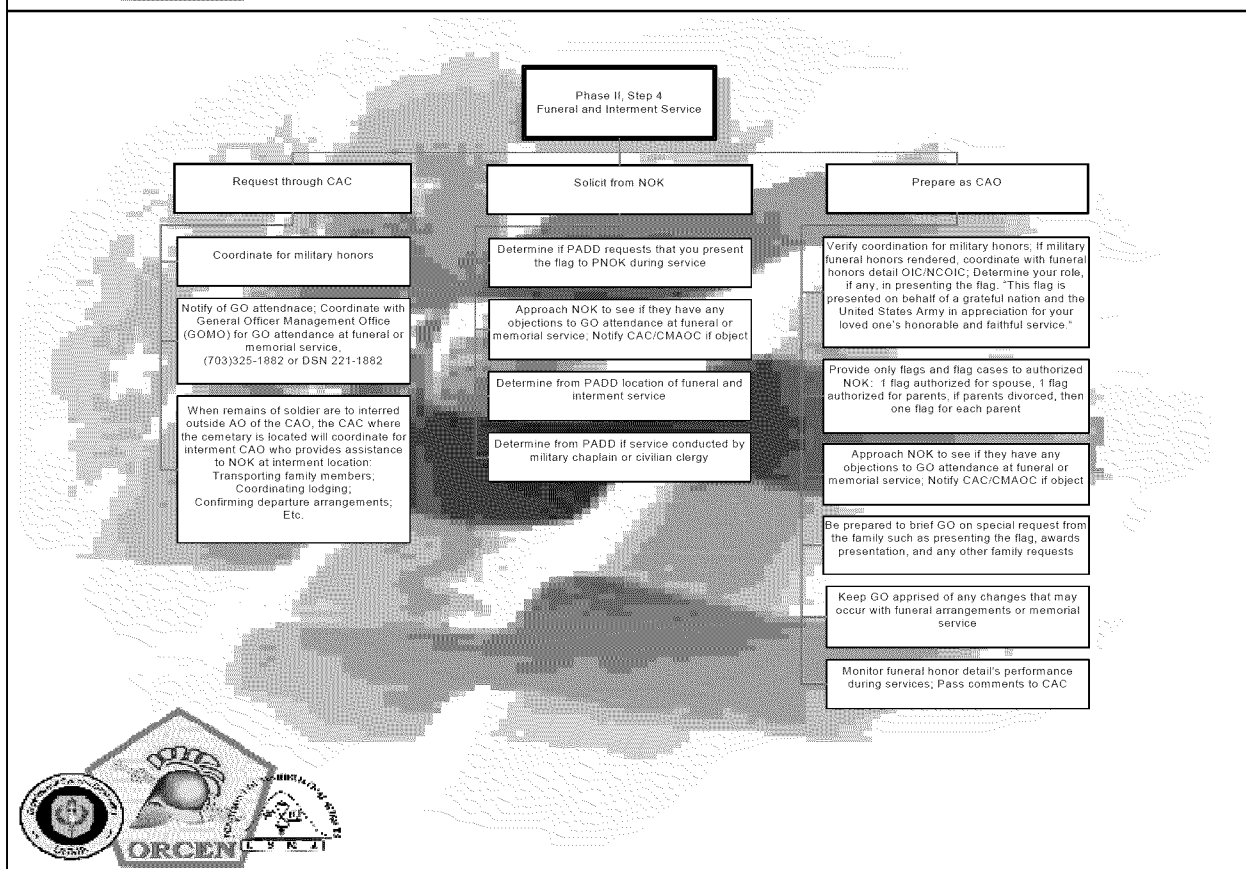 Phase II, Step 4
Funeral and Interment Service
Request through CAC
Coordinate for military honors
Notify of GO attendnace; Coordinate with
General Officer Management Office
(GOMO) for GO attendance at funeral or
memorial service,
(703)325-1882 or DSN 221-1882
When remains of soldier are to interred
outside AO of the CAO, the CAC where
the cemetary is located will coordinate for
interment CAO who provides assistance
to NOK at interment location:
Transporting family members;
Coordinating lodging;
Confirming departure arrangements;
Etc.
Solicit from NOK
Determine if PADD requests that you present
the flag to PNOK during service
Approach NOK to see if they have any
objections to GO attendance at funeral or
memorial service; Notify CAC/CMAOC if object
Determine from PADD location of funeral and
interment service
Determine from PADD if service conducted by
military chaplain or civilian clergy
Prepare as CAO
Verify coordination for military honors; If military
funeral honors rendered, coordinate with funeral
honors detail OIC/NCOIC; Determine your role,
if any, in presenting the flag. "This flag is
presented on behalf of a grateful nation and the
United States Army in appreciation for your
loved one's honorable and faithful service."
Provide only flags and flag cases to authorized
NOK: 1 flag authorized for spouse, 1 flag
authorized for parents, if parents divorced, then
one flag for each parent
Approach NOK to see if they have any
objections to GO attendance at funeral or
memorial service; Notify CAC/CMAOC if object
Be prepared to brief GO on special request from
the family such as presenting the flag, awards
presentation, and any other family requests
Keep GO apprised of any changes that may
occur with funeral arrangements or memorial
service
Monitor funeral honor detail's performance
during services; Pass comments to CAC
ORCEN